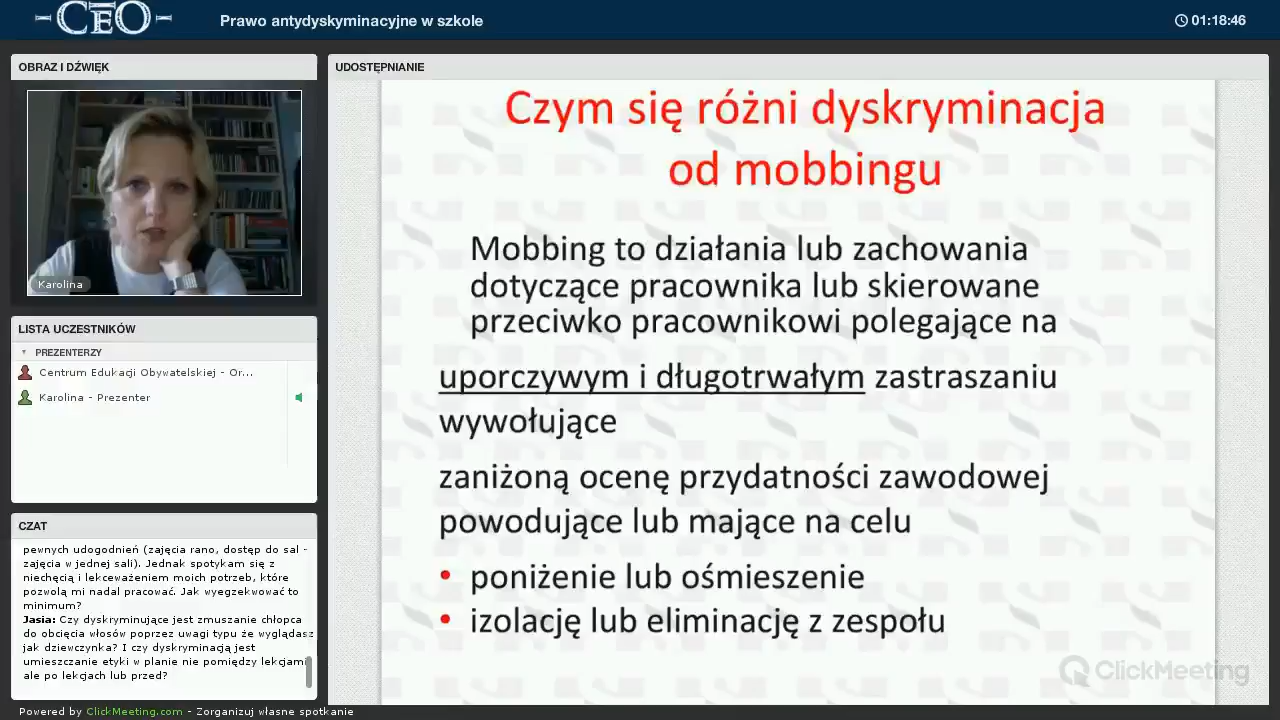 CEO
Prawo antydyskyminacyjne w szkole
01:18:46
OBRAZ I DŹWIĘK
Karolina
LISTA UCZESTNIKÓW
PREZENTERZY
Centrum Edukacji Obywatelskiej - Or...
Karolina - Prezenter
CZAT
pewnych udogodnień (zajęcia rano, dostęp do sal -
zajęcia w jednej sali). Jednak spotykam się z
niechęcią i lekceważeniem moich potrzeb, które
pozwolą mi nadal pracować. Jak wyegzekwować to
minimum?
Jasia: Czy dyskryminujące jest zmuszanie chłopca
do obcięcia włosów poprzez uwagi typu że wyglądasz
jak dziewczynka? I czy dyskryminacją jest
umieszczanie etyki w planie nie pomiędzy lekcjami
ale po lekcjach lub przed?
UDOSTĘPNIANIE
Czym się różni dyskryminacja
od mobbingu
Mobbing to działania lub zachowania
dotyczące pracownika lub skierowane
przeciwko pracownikowi polegające na
uporczywym i długotrwałym zastraszaniu
wywołujące
zaniżoną ocenę przydatności zawodowej
powodujące lub mające na celu
• poniżenie lub ośmieszenie
• izolację lub eliminację z zespołu
ClickMeeting
Powered by ClickMeeting.com - Zorganizuj własne spotkanie